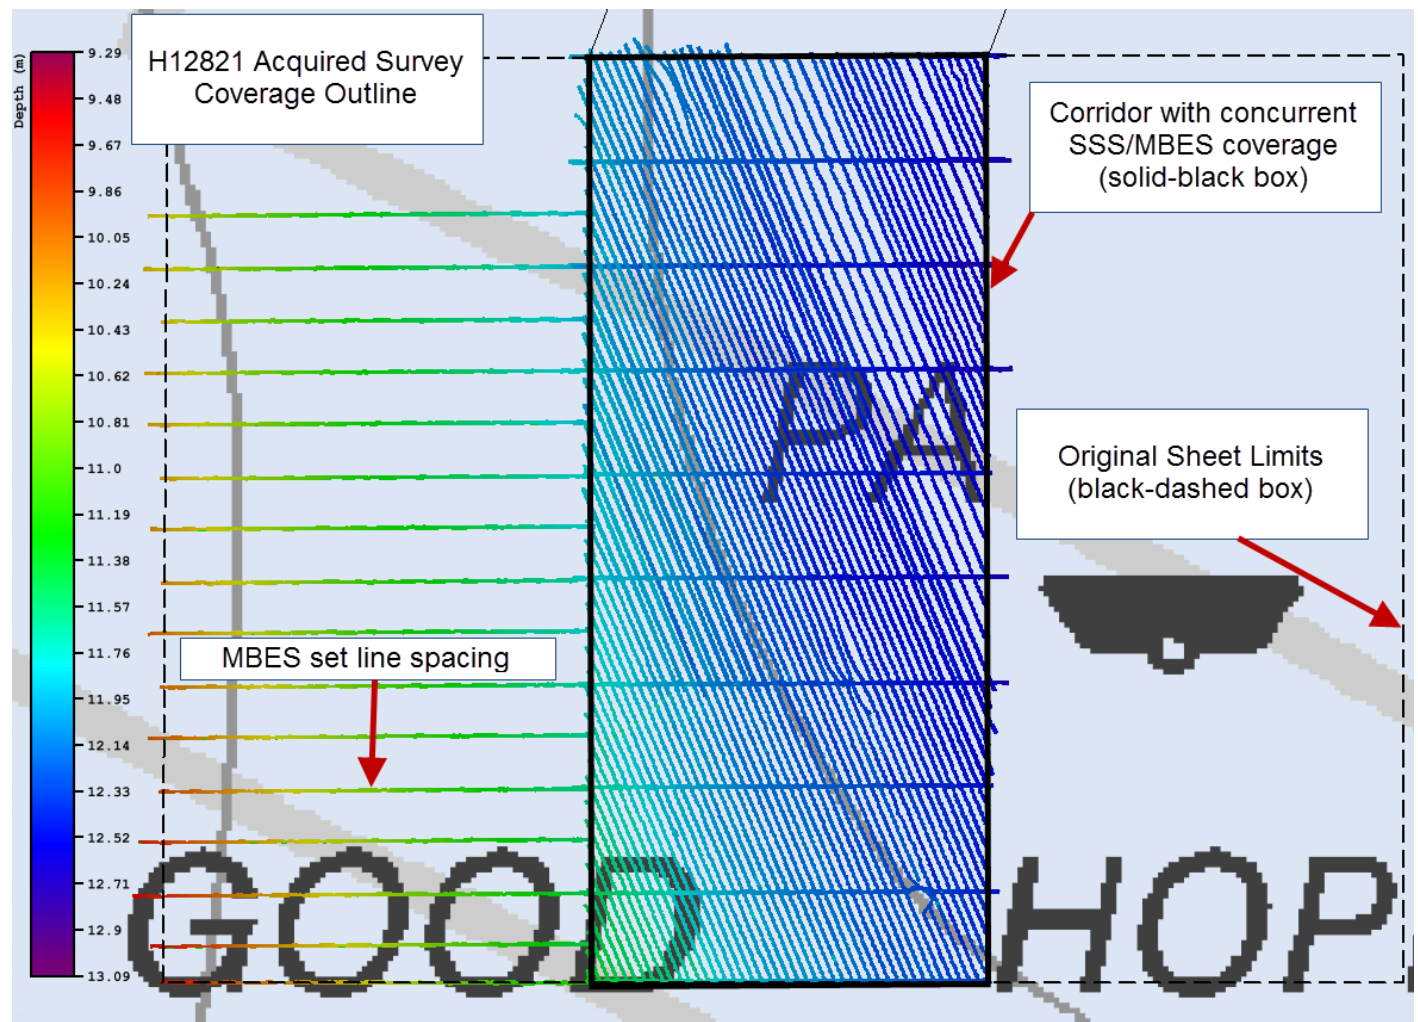 Depth (m)
9.29
9.48
9.67
9.86
10.05
10.24
10.43
10.62
10.81
11.0
11.19
11.38
11.57
11.76
11.95
12.14
12.33
12.52
12.71
12.9
13.09
H12821 Acquired Survey
Coverage Outline
Corridor with concurrent
SSS/MBES coverage
(solid-black box)
Original Sheet Limits
(black-dashed box)
MBES set line spacing
PA
GOOD HOP